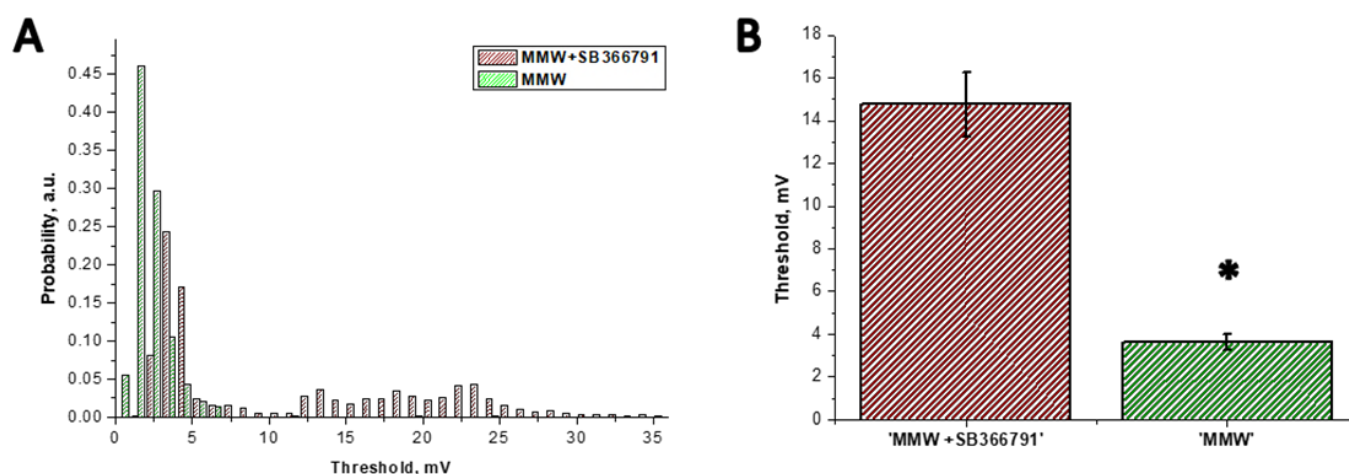 A
MMW+SB366791
MMW
Probability, a.u.
0.45
0.40
0.35
0.30
0.25
0.20
0.15
0.10
0.05
0.00
0 5 10 15 20 25 30 35
Threshold, mV
B
Threshold, mV
18
16
14
12
10
8
6
4
2
0
*
'MMW +SB366791' 'MMW'